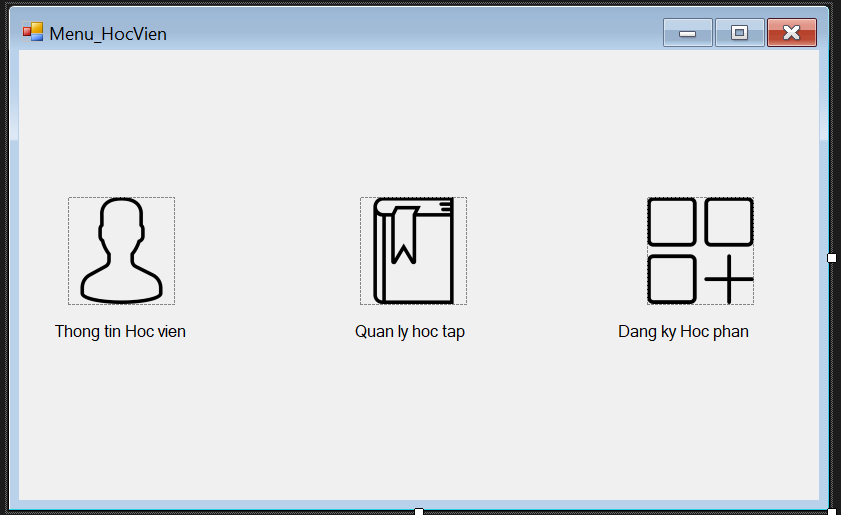 Menu_HocVien
Thong tin Hoc vien
Quan ly hoc tap
Dang ky Hoc phan